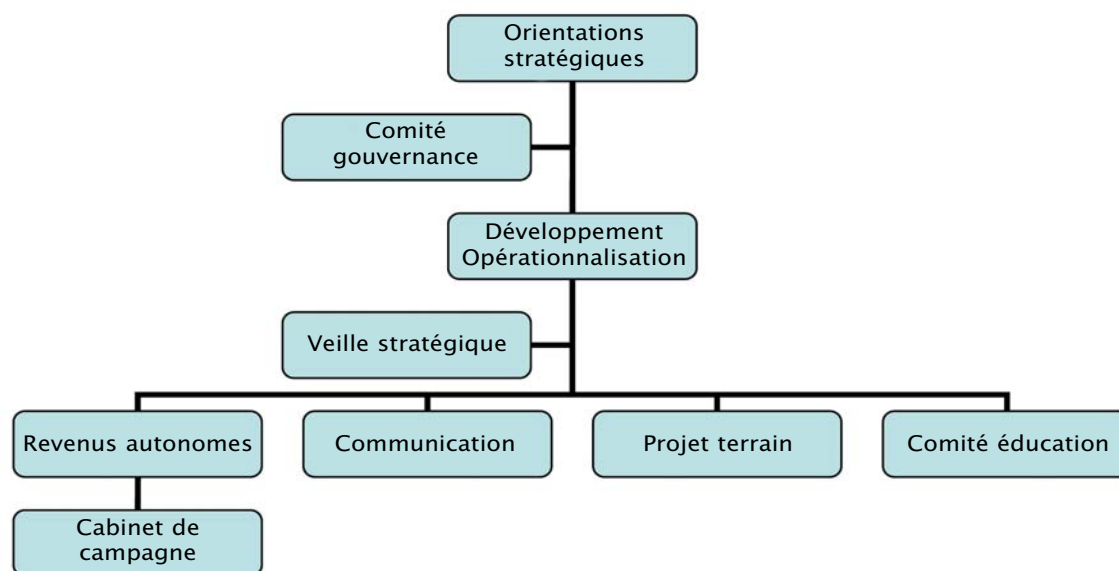 Orientations
stratégiques
Comité
gouvernance
Développement
Opérationnalisation
Veille stratégique
Revenus autonomes
Communication
Projet terrain
Comité éducation
Cabinet de
campagne